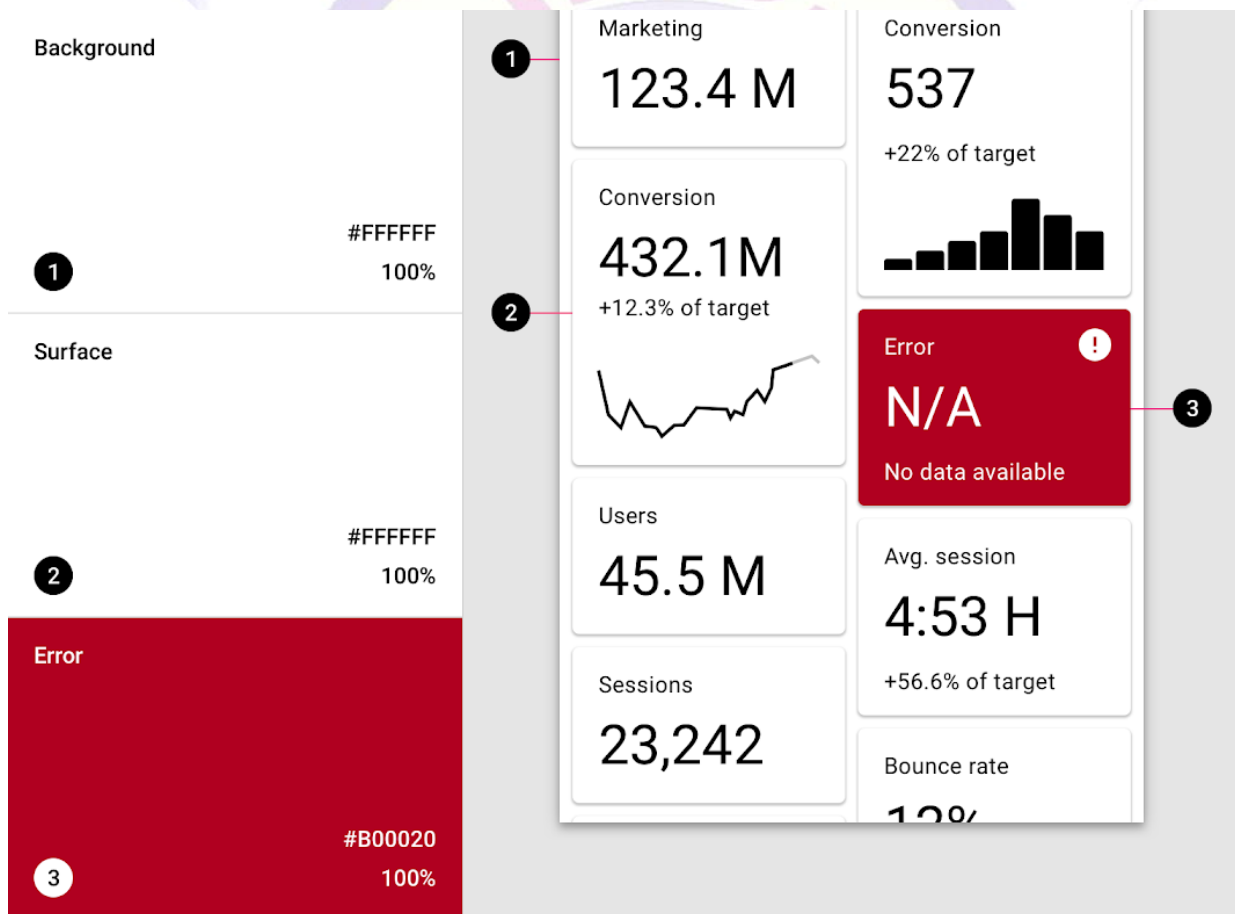 Background
#FFFFFF
1
100%
Surface
#FFFFFF
2
100%
Error
#B00020
3
100%
1
Marketing
123.4 M
Conversion
432.1M
2
+12.3% of target
Users
45.5 M
Sessions
23,242
Conversion
537
+22% of target
Error
!
N/A
3
No data available
Avg. session
4:53 H
+56.6% of target
Bounce rate
12%